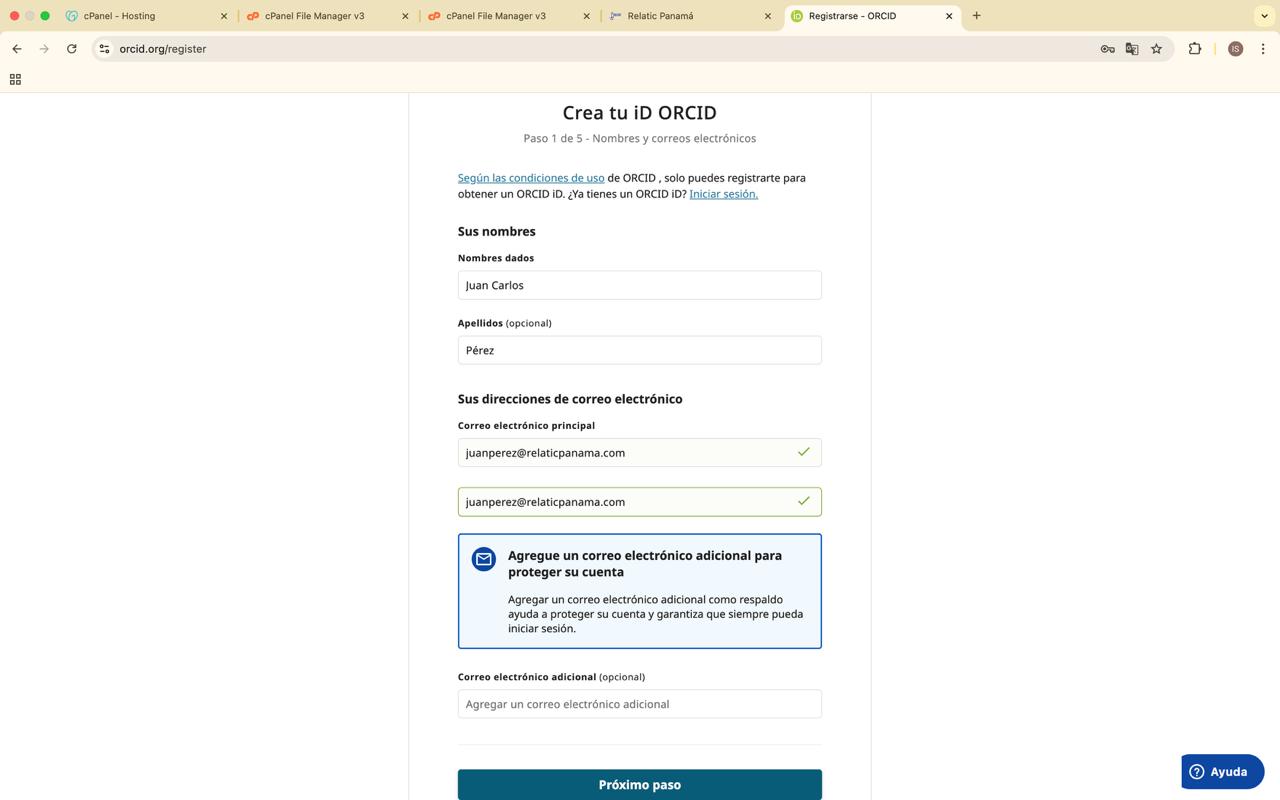 cPanel - Hosting
cPanel File Manager v3
cPanel File Manager v3
Relatic Panamá
Registrarse - ORCID
orcid.org/register
IS
Crea tu iD ORCID
Paso 1 de 5 - Nombres y correos electrónicos
Según las condiciones de uso de ORCID , solo puedes registrarte para
obtener un ORCID iD. ¿Ya tienes un ORCID iD? Iniciar sesión.
Sus nombres
Nombres dados
Juan Carlos
Apellidos (opcional)
Pérez
Sus direcciones de correo electrónico
Correo electrónico principal
juanperez@relaticpanama.com
juanperez@relaticpanama.com
Agregue un correo electrónico adicional para
proteger su cuenta
Agregar un correo electrónico adicional como respaldo
ayuda a proteger su cuenta y garantiza que siempre pueda
iniciar sesión.
Correo electrónico adicional (opcional)
Agregar un correo electrónico adicional
Próximo paso
Ayuda